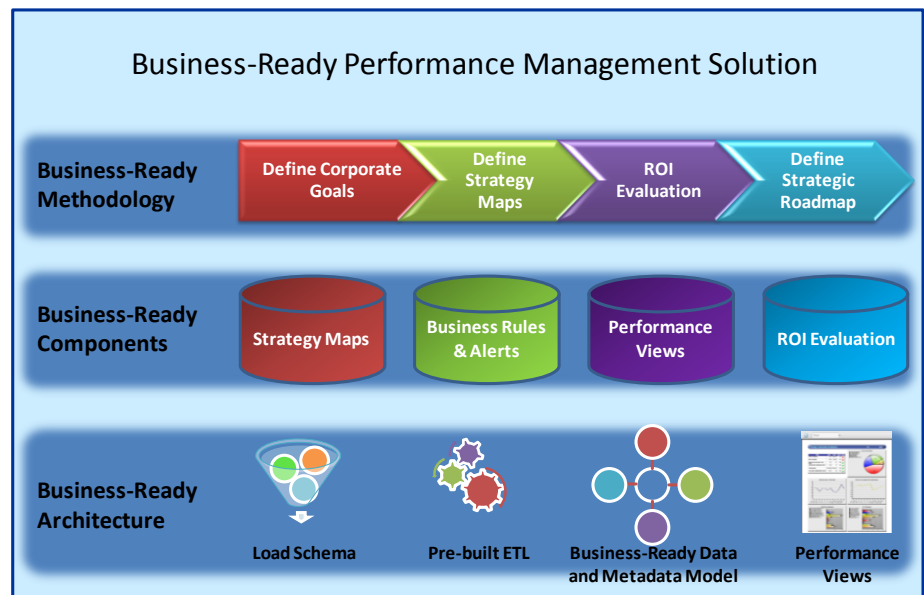 Business-Ready Performance Management Solution
Business-Ready
Methodology
Define Corporate
Goals
Define
Strategy
Maps
ROI
Evaluation
Define
Strategic
Roadmap
Business-Ready
Components
Strategy Maps
Business Rules
& Alerts
Performance
Views
ROI Evaluation
Business-Ready
Architecture
Load Schema
Pre-built ETL
Business-Ready Data
and Metadata Model
Performance
Views